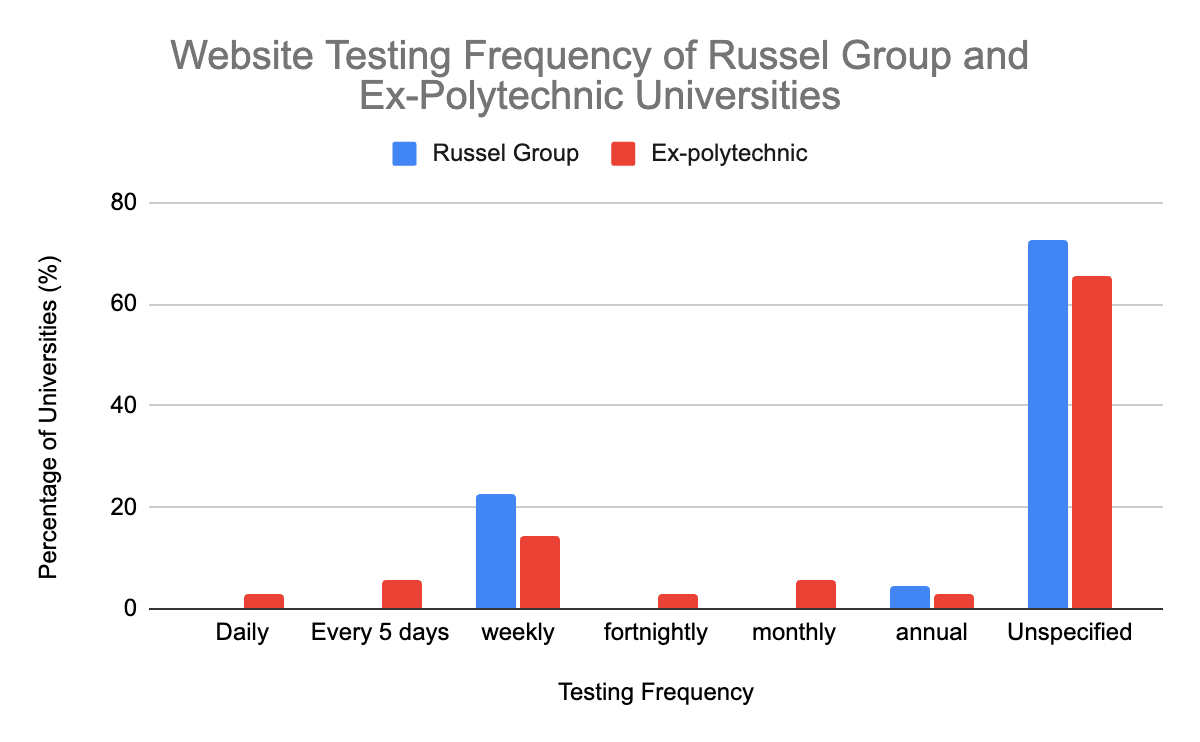 Website Testing Frequency of Russel Group and
Ex-Polytechnic Universities
Russel Group Ex-polytechnic
Percentage of Universities (%)
80
60
40
20
0
Daily Every 5 days weekly fortnightly monthly annual Unspecified
Testing Frequency